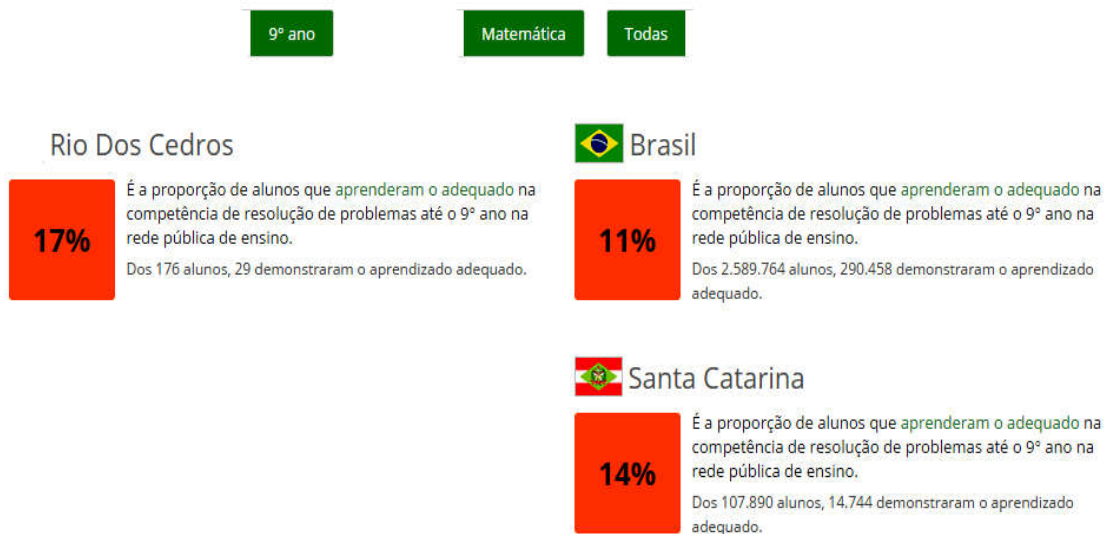 9º ano
Matemática
Todas
Rio Dos Cedros
17%
É a proporção de alunos que aprenderam o adequado na
competência de resolução de problemas até o 9º ano na
rede pública de ensino.
Dos 176 alunos, 29 demonstraram o aprendizado adequado.
Brasil
11%
É a proporção de alunos que aprenderam o adequado na
competência de resolução de problemas até o 9º ano na
rede pública de ensino.
Dos 2.589.764 alunos, 290.458 demonstraram o aprendizado
adequado.
Santa Catarina
14%
É a proporção de alunos que aprenderam o adequado na
competência de resolução de problemas até o 9º ano na
rede pública de ensino.
Dos 107.890 alunos, 14.744 demonstraram o aprendizado
adequado.